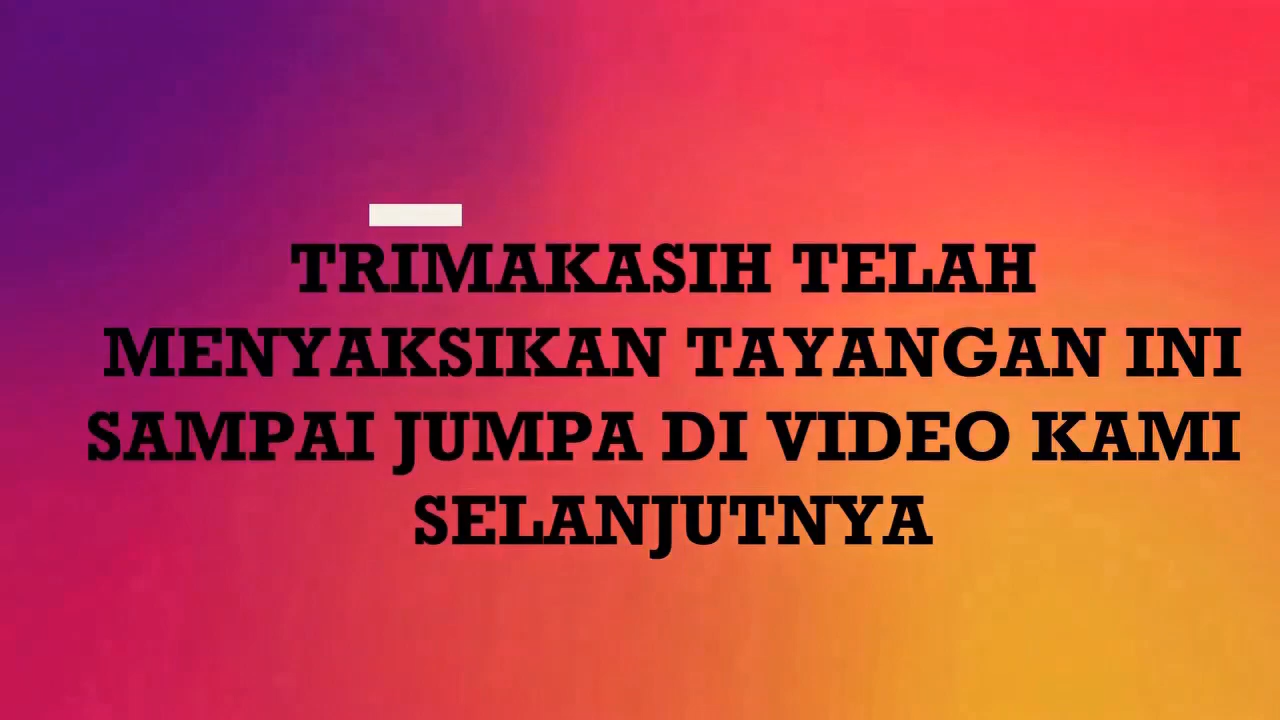 TRIMAKASIH TELAH
MENYAKSIKAN TAYANGAN INI
SAMPAI JUMPA DI VIDEO KAMI
SELANJUTNYA